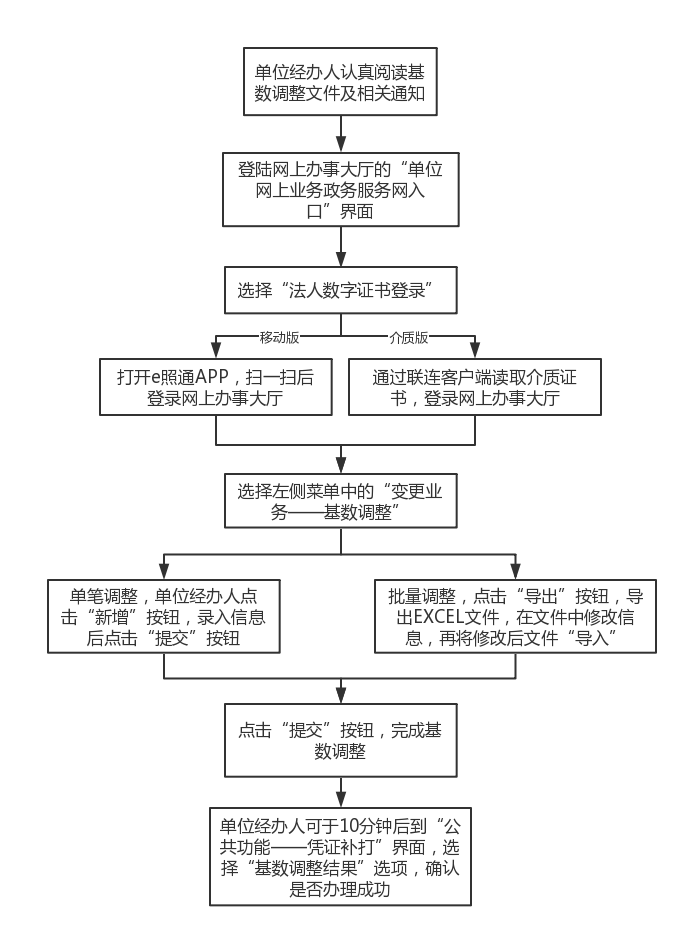 单位经办人认真阅读基
数调整文件及相关通知
登陆网上办事大厅的“单位
网上业务政务服务网入
口”界面
选择“法人数字证书登录”
移动版
介质版
打开e照通APP，扫一扫后
登录网上办事大厅
通过联连客户端读取介质证
书，登录网上办事大厅
选择左侧菜单中的“变更业
务——基数调整”
单笔调整，单位经办人点
击“新增”按钮，录入信息
后点击“提交”按钮
批量调整，点击“导出”按钮，导
出EXCEL文件，在文件中修改信
息，再将修改后文件“导入”
点击“提交”按钮，完成基
数调整
单位经办人可于10分钟后到“公
共功能——凭证补打”界面，选
择“基数调整结果”选项，确认
是否办理成功